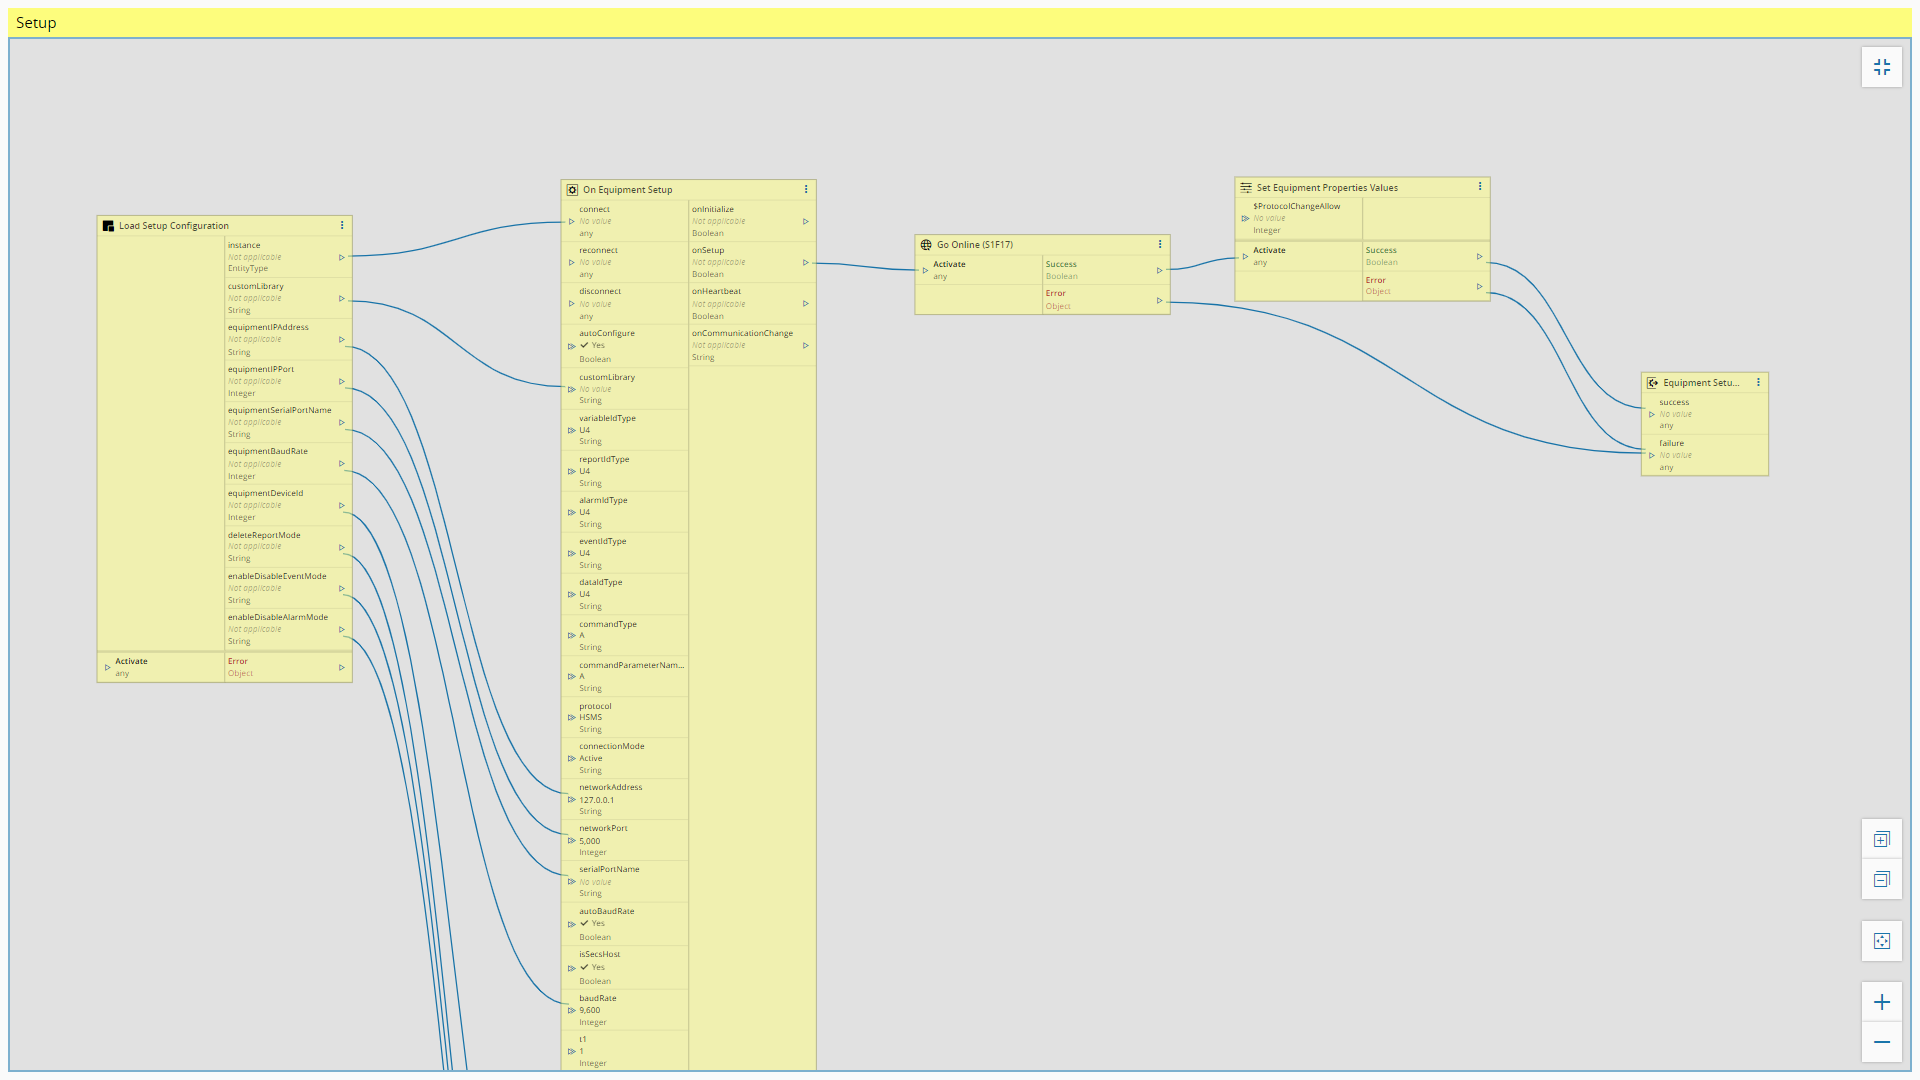 Setup
Load Setup Configuration
instance
Not applicable
EntityType
customLibrary
Not applicable
String
equipmentIPAddress
Not applicable
String
equipmentIPPort
Not applicable
Integer
equipmentSerialPortName
Not applicable
String
equipmentBaudRate
Not applicable
Integer
equipmentDeviceId
Not applicable
Integer
deleteReportMode
Not applicable
String
enableDisableEventMode
Not applicable
String
enableDisableAlarmMode
Not applicable
String
Activate
any
Error
Object
On Equipment Setup
connect
No value
any
reconnect
No value
any
disconnect
No value
any
autoConfigure
Yes
Boolean
customLibrary
No value
String
variableIdType
U4
String
reportIdType
U4
String
alarmIdType
U4
String
eventIdType
U4
String
dataIdType
U4
String
commandType
A
String
commandParameterNam...
A
String
protocol
HSMS
String
connectionMode
Active
String
networkAddress
127.0.0.1
String
networkPort
5,000
Integer
serialPortName
No value
String
autoBaudRate
Yes
Boolean
isSecsHost
Yes
Boolean
baudRate
9,600
Integer
t1
1
Integer
onInitialize
Not applicable
Boolean
onSetup
Not applicable
Boolean
onHeartbeat
Not applicable
Boolean
onCommunicationChange
Not applicable
String
Go Online (S1F17)
Activate
any
Success
Boolean
Error
Object
Set Equipment Properties Values
$ProtocolChangeAllow
No value
Integer
Activate
any
Success
Boolean
Error
Object
Equipment Setu...
success
No value
any
failure
No value
any